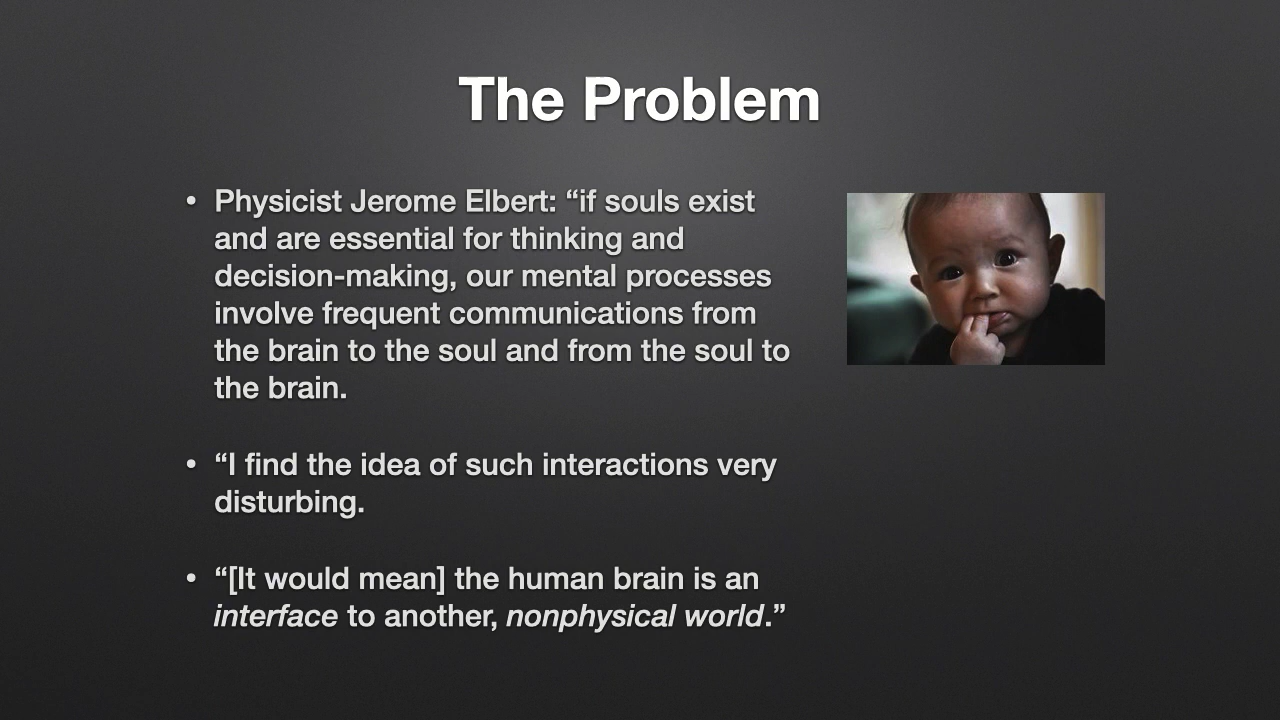 The Problem
• Physicist Jerome Elbert: “if souls exist
and are essential for thinking and
decision-making, our mental processes
involve frequent communications from
the brain to the soul and from the soul to
the brain.
• “I find the idea of such interactions very
disturbing.
• “[It would mean] the human brain is an
interface to another, nonphysical world.”